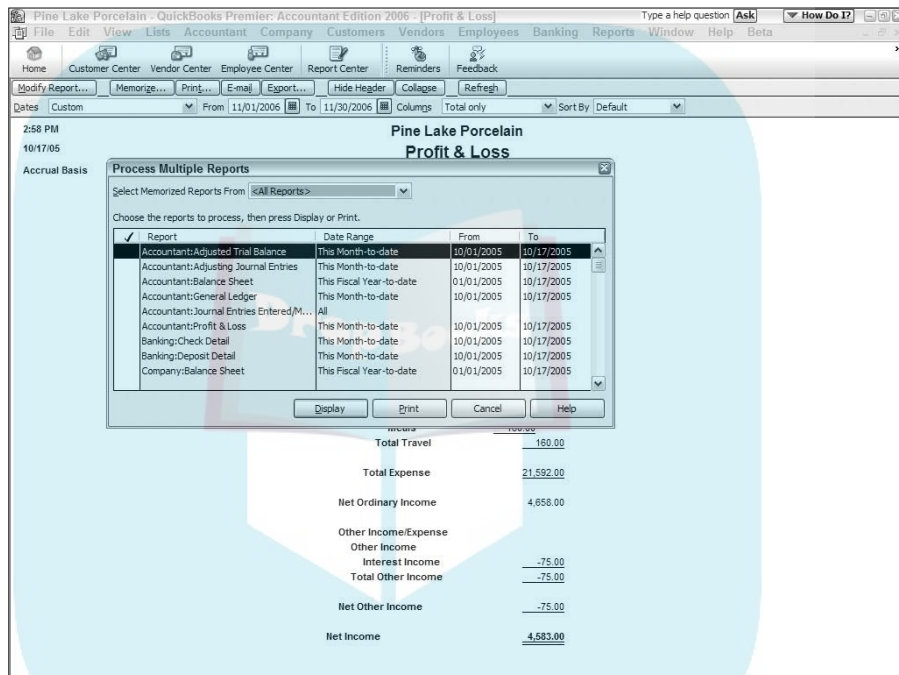 Pine Lake Porcelain - QuickBooks Premier: Accountant Edition 2006 - [Profit & Loss] Type a help question Ask How Do I?
File Edit View Lists Accountant Company Customers Vendors Employees Banking Reports Window Help Beta
Home Customer Center Vendor Center Employee Center Report Center Reminders Feedback
Modify Report... Memorize... Print... E-mail Export... Hide Header Collapse Refresh
Dates Custom From 11/01/2006 To 11/30/2006 Columns Total only Sort By Default
2:58 PM Pine Lake Porcelain
10/17/05 Profit & Loss
Accrual Basis
Process Multiple Reports
Select Memorized Reports From <All Reports>
Choose the reports to process, then press Display or Print.
✓ Report Date Range From To
Accountant:Adjusted Trial Balance This Month-to-date 10/01/2005 10/17/2005
Accountant:Adjusting Journal Entries This Month-to-date 10/01/2005 10/17/2005
Accountant:Balance Sheet This Fiscal Year-to-date 01/01/2005 10/17/2005
Accountant:General Ledger This Month-to-date 10/01/2005 10/17/2005
Accountant:Journal Entries Entered/M... All
Accountant:Profit & Loss This Month-to-date 10/01/2005 10/17/2005
Banking:Check Detail This Month-to-date 10/01/2005 10/17/2005
Banking:Deposit Detail This Month-to-date 10/01/2005 10/17/2005
Company:Balance Sheet This Fiscal Year-to-date 01/01/2005 10/17/2005
DropBooks
Display Print Cancel Help
Total Travel 160.00
Total Expense 21,592.00
Net Ordinary Income 4,658.00
Other Income/Expense
Other Income
Interest Income -75.00
Total Other Income -75.00
Net Other Income -75.00
Net Income 4,583.00